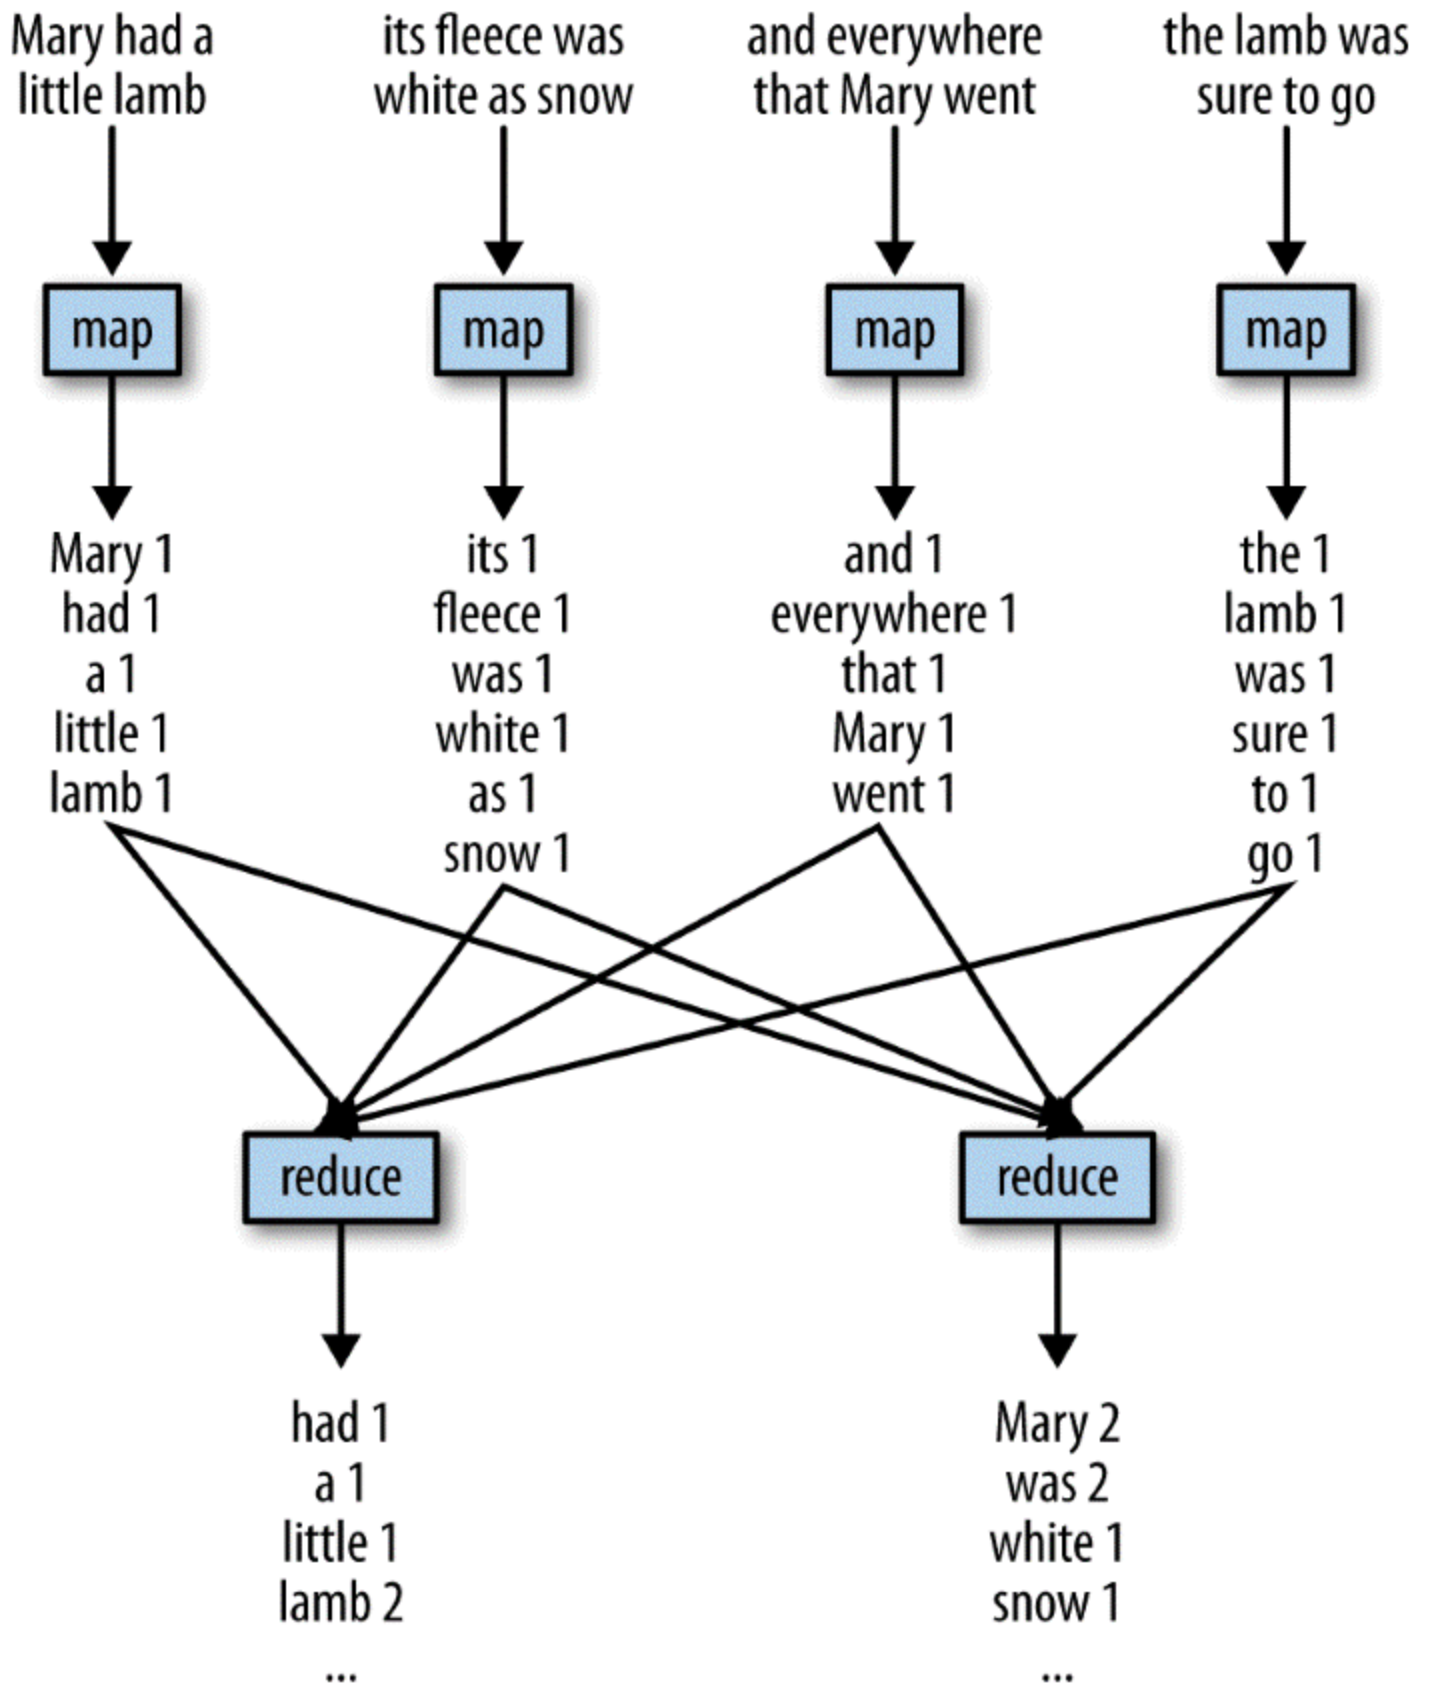 Mary had a
little lamb
its fleece was
white as snow
and everywhere
that Mary went
the lamb was
sure to go
map
map
map
map
Mary 1
had 1
a 1
little 1
lamb 1
its 1
fleece 1
was 1
white 1
as 1
snow 1
and 1
everywhere 1
that 1
Mary 1
went 1
the 1
lamb 1
was 1
sure 1
to 1
go 1
reduce
reduce
had 1
a 1
little 1
lamb 2
...
Mary 2
was 2
white 1
snow 1
...